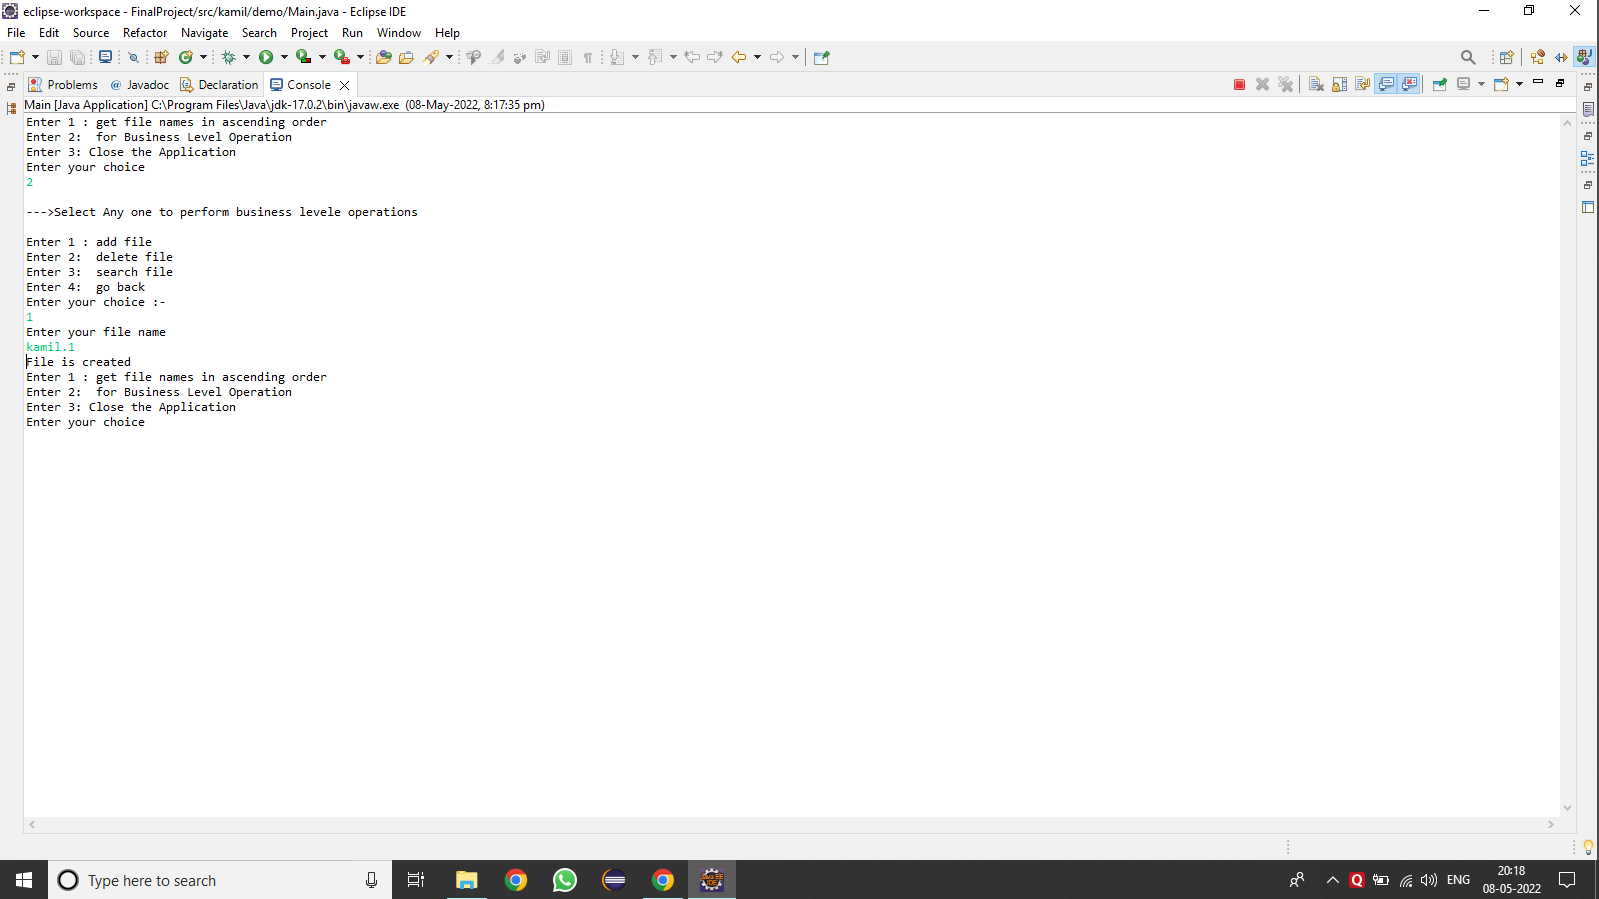 eclipse-workspace - FinalProject/src/kamil/demo/Main.java - Eclipse IDE
File Edit Source Refactor Navigate Search Project Run Window Help
Problems @ Javadoc Declaration Console
Main [Java Application] C:\Program Files\Java\jdk-17.0.2\bin\javaw.exe (08-May-2022, 8:17:35 pm)
Enter 1 : get file names in ascending order
Enter 2:  for Business Level Operation
Enter 3: Close the Application
Enter your choice
2
--->Select Any one to perform business levele operations
Enter 1 : add file
Enter 2:  delete file
Enter 3:  search file
Enter 4:  go back
Enter your choice :-
1
Enter your file name
kamil.1
File is created
Enter 1 : get file names in ascending order
Enter 2:  for Business Level Operation
Enter 3: Close the Application
Enter your choice
Type here to search
ENG
20:18
08-05-2022